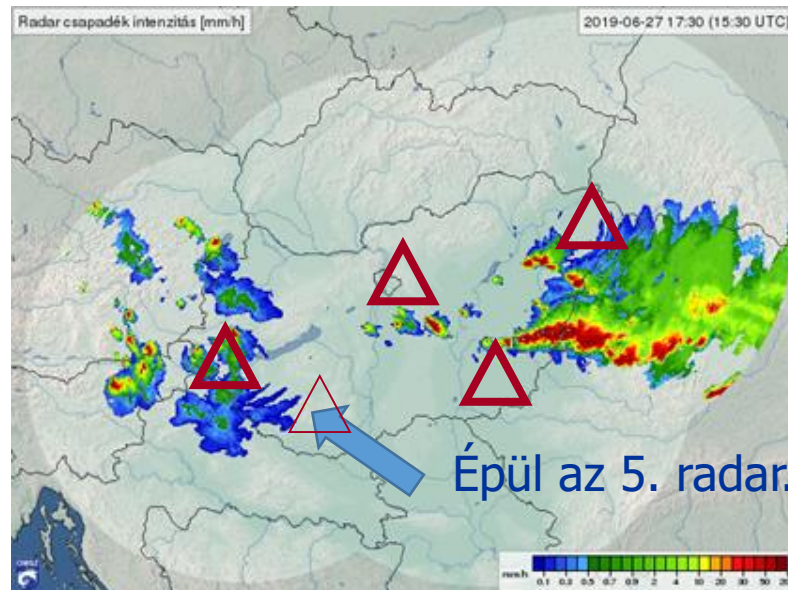 Radar csapadék intenzitás [mm/h]
2019-06-27 17:30 (15:30 UTC)
Épül az 5. radar.
mm/h
0.1 0.3 0.5 0.7 0.9 2 4 10 20 30 50 20